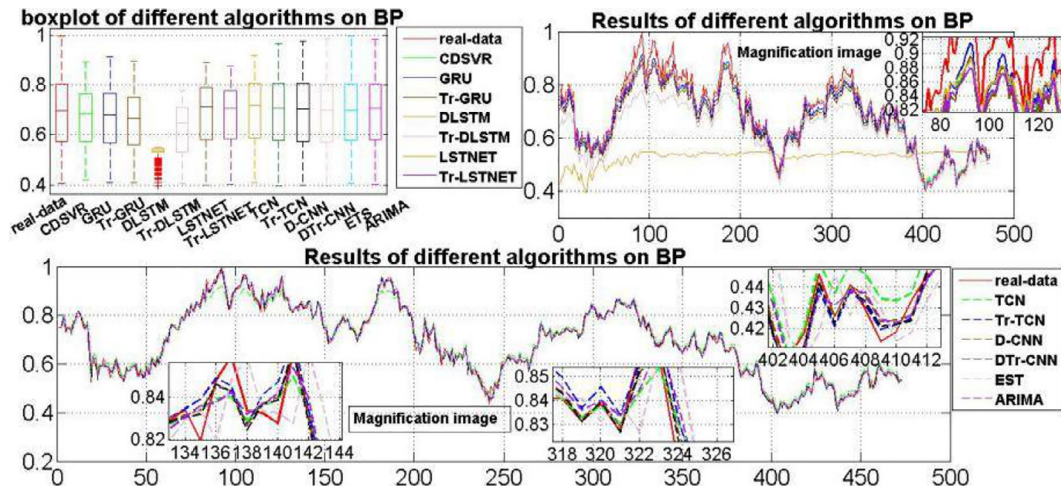 boxplot of different algorithms on BP
1
0.8
0.6
0.4
real-data
CDSVR
GRU
Tr-GRU
DLSTM
Tr-DLSTM
LSTNET
Tr-LSTNET
TCN
Tr-TCN
D-CNN
DTr-CNN
ETS
ARIMA
real-data
CDSVR
GRU
Tr-GRU
DLSTM
Tr-DLSTM
LSTNET
Tr-LSTNET
Results of different algorithms on BP
1
0.8
0.6
0.4
0 100 200 300 400 500
Magnification image
0.92
0.9
0.88
0.86
0.84
0.82
80 100 120
Results of different algorithms on BP
1
0.8
0.6
0.4
0.2
0 50 100 150 200 250 300 350 400 450 500
0.84
0.82
134 136 138 140 142 144
Magnification image
0.85
0.84
0.83
318 320 322 324 326
0.44
0.43
0.42
402 404 406 408 410 412
real-data
TCN
Tr-TCN
D-CNN
DTr-CNN
EST
ARIMA